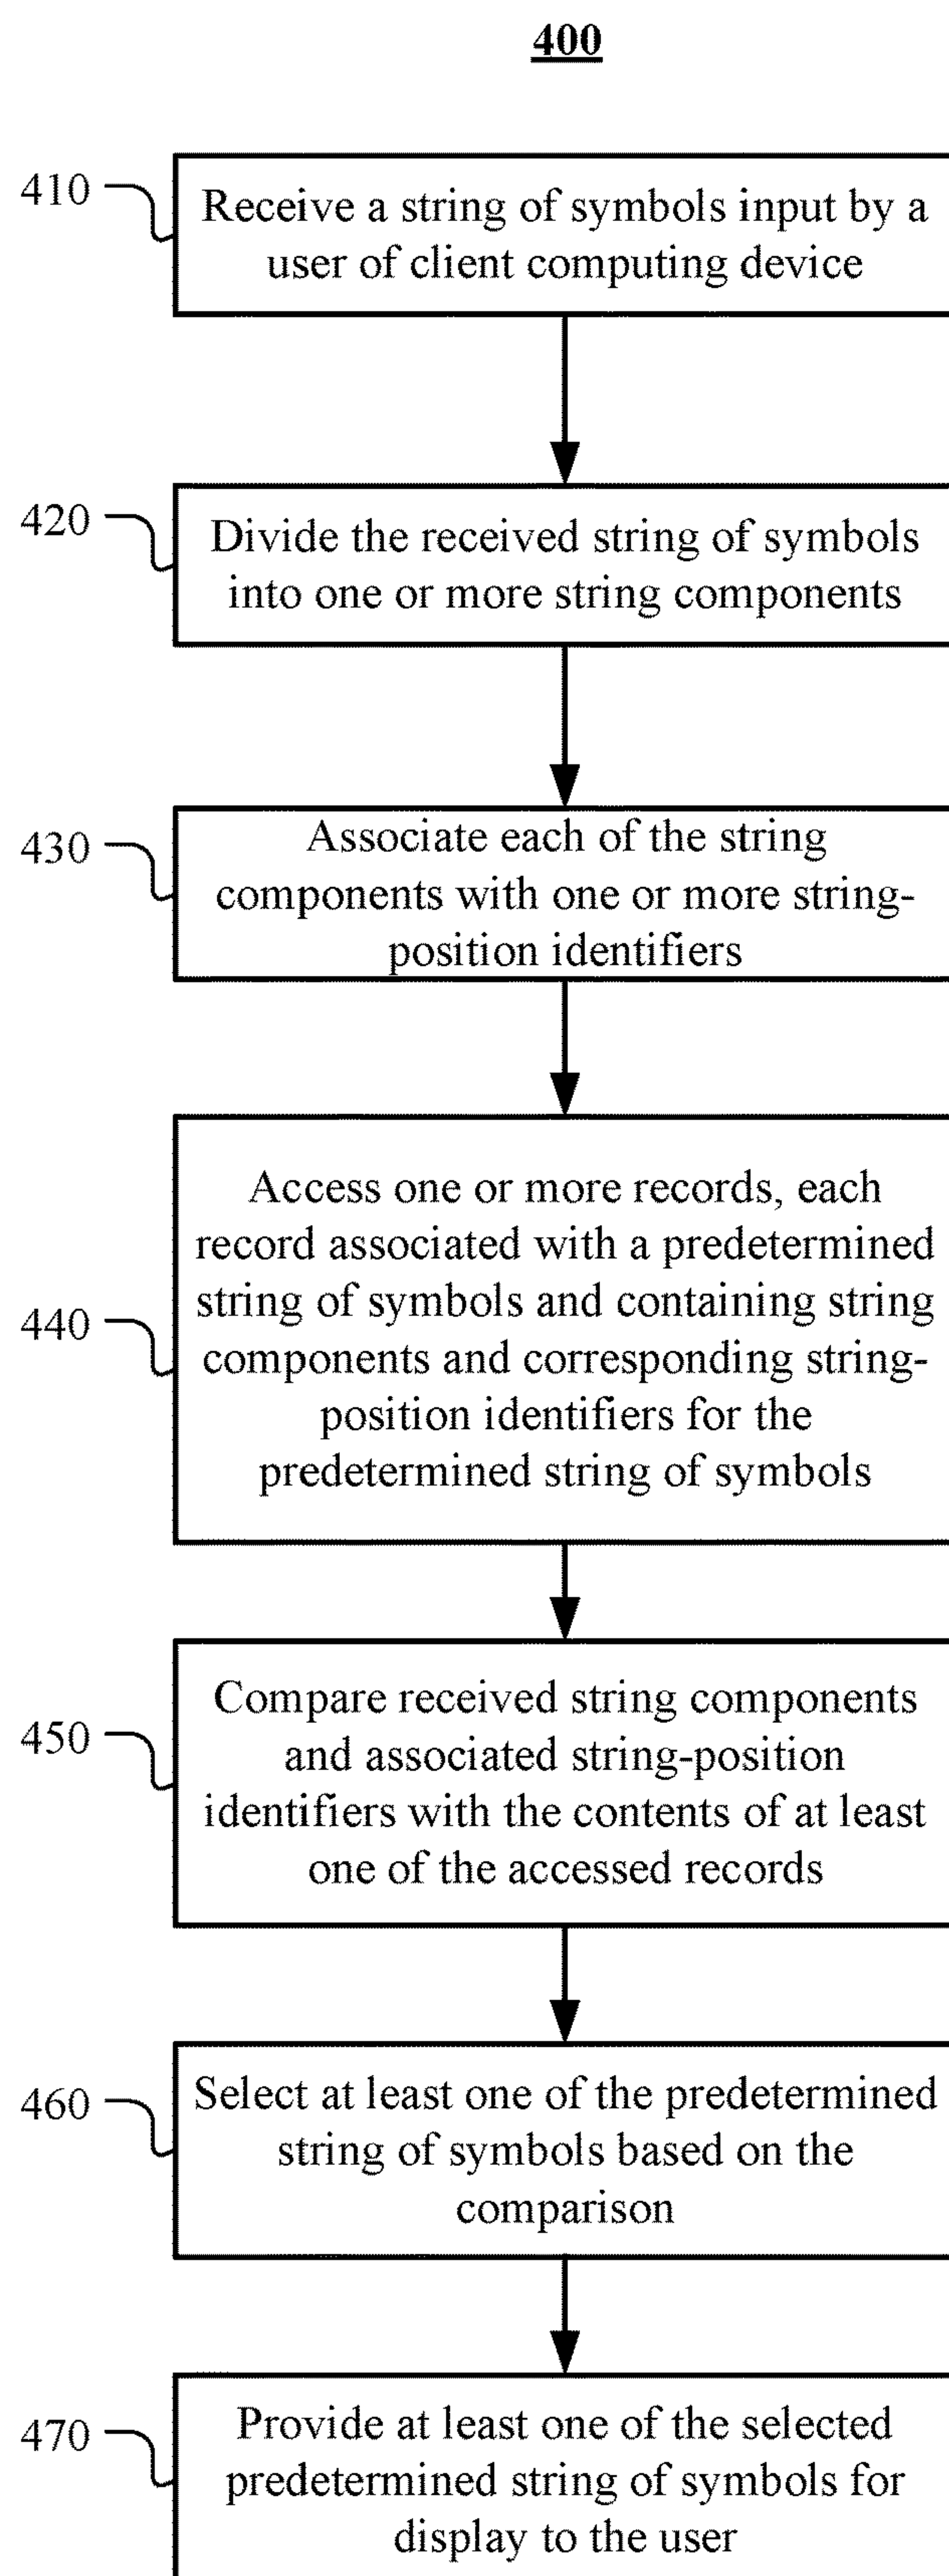 400
410
Receive a string of symbols input by a
user of client computing device
420
Divide the received string of symbols
into one or more string components
430
Associate each of the string
components with one or more string-
position identifiers
440
Access one or more records, each
record associated with a predetermined
string of symbols and containing string
components and corresponding string-
position identifiers for the
predetermined string of symbols
450
Compare received string components
and associated string-position
identifiers with the contents of at least
one of the accessed records
460
Select at least one of the predetermined
string of symbols based on the
comparison
470
Provide at least one of the selected
predetermined string of symbols for
display to the user